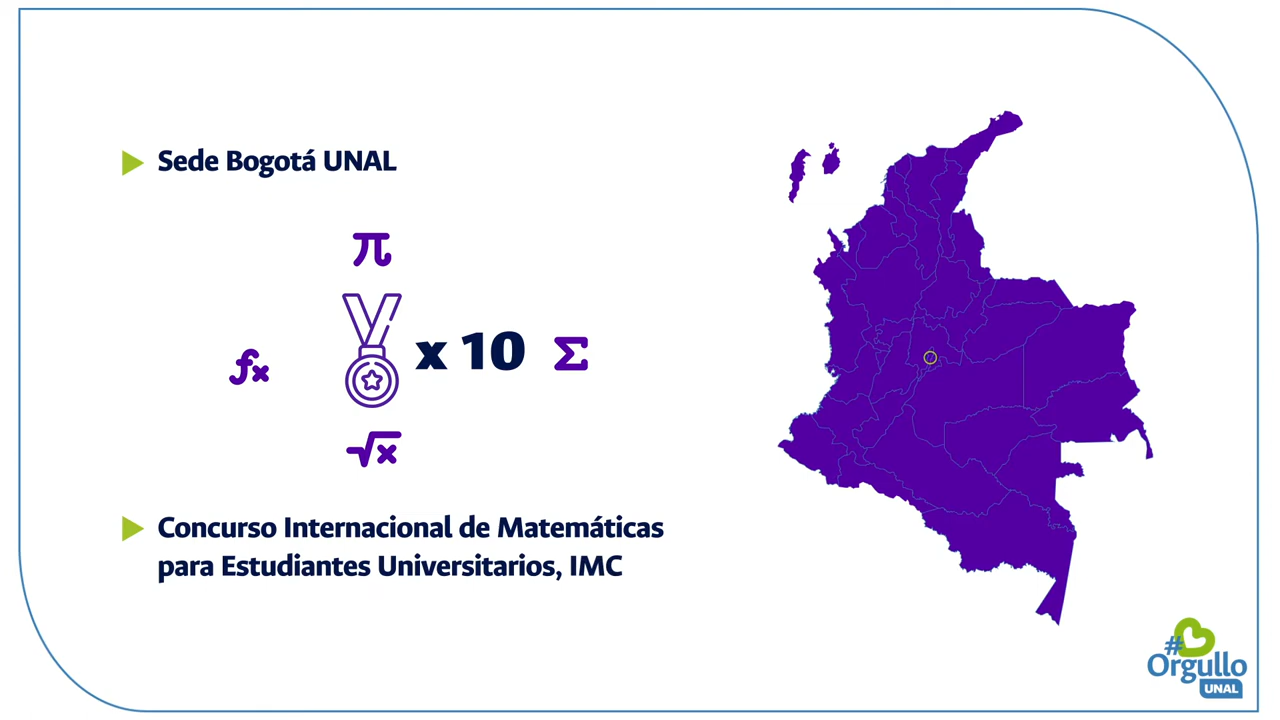 Sede Bogotá UNAL
π
x 10
Σ
fx
√x
Concurso Internacional de Matemáticas
para Estudiantes Universitarios, IMC
#
Orgullo
UNAL